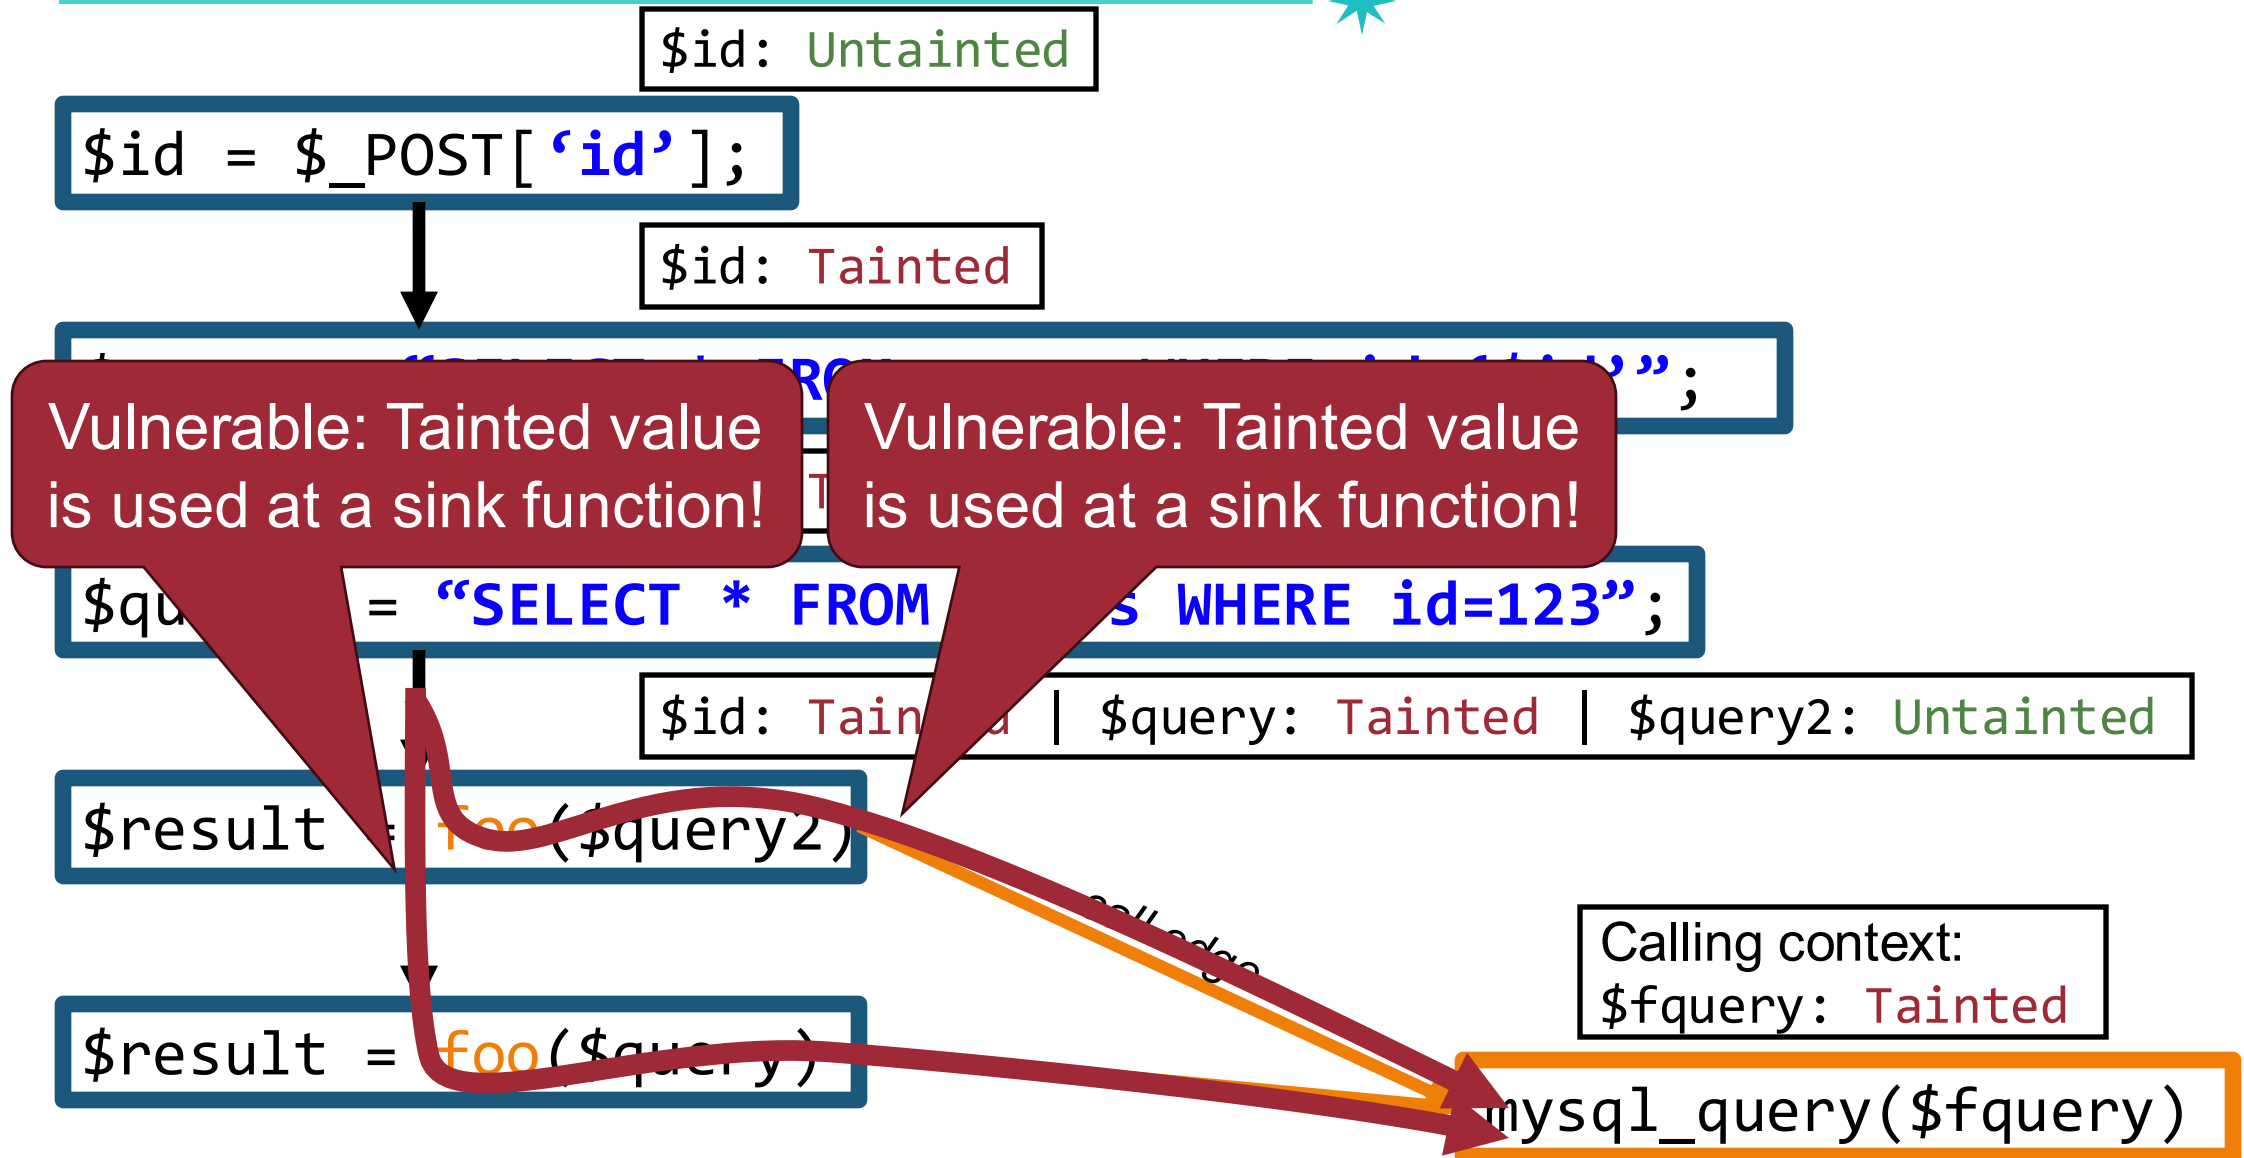 $id: Untainted
$id = $_POST[‘id’];
$id: Tainted
”;
Vulnerable: Tainted value
is used at a sink function!
Vulnerable: Tainted value
is used at a sink function!
= “SELECT * FROM WHERE id=123”;
$id: | $query: Tainted | $query2: Untainted
$result = foo($query2)
call edge
Calling context:
$fquery: Tainted
$result = foo($query)
mysql_query($fquery)